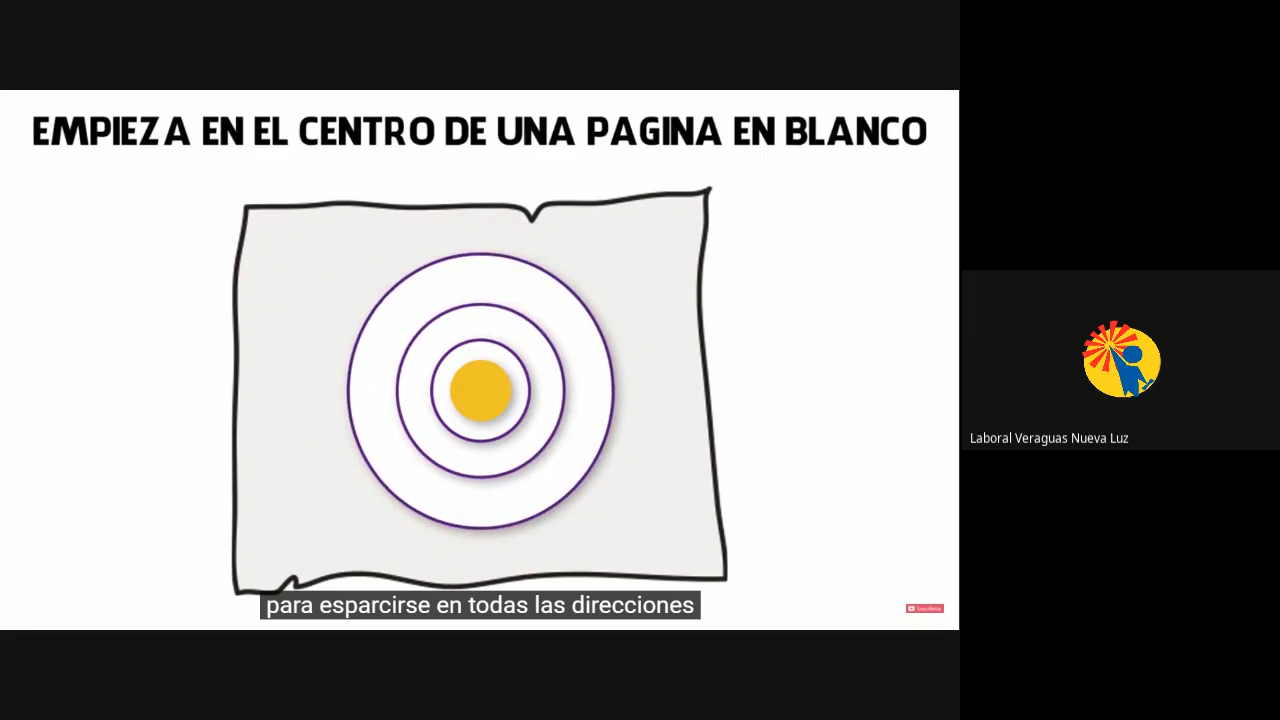 EMPIEZA EN EL CENTRO DE UNA PAGINA EN BLANCO
para esparcirse en todas las direcciones
Laboral Veraguas Nueva Luz